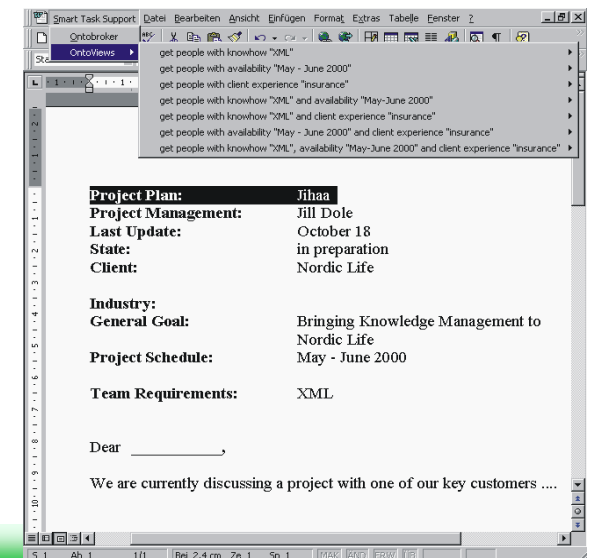 Smart Task Support Datei Bearbeiten Ansicht Einfügen Format Extras Tabelle Fenster ?
Ontobroker
OntoViews
get people with knowhow "XML"
get people with availability "May - June 2000"
get people with client experience "insurance"
get people with knowhow "XML" and availability "May-June 2000"
get people with knowhow "XML" and client experience "insurance"
get people with availability "May - June 2000" and client experience "insurance"
get people with knowhow "XML", availability "May-June 2000" and client experience "insurance"
Project Plan: Jihaa
Project Management: Jill Dole
Last Update: October 18
State: in preparation
Client: Nordic Life
Industry:
General Goal: Bringing Knowledge Management to
Nordic Life
Project Schedule: May - June 2000
Team Requirements: XML
Dear ____________,
We are currently discussing a project with one of our key customers ....
S 1 Ab 1 1/1 Bei 2,4 cm Ze 1 Sp 1 MAK ÄND ERW ÜB